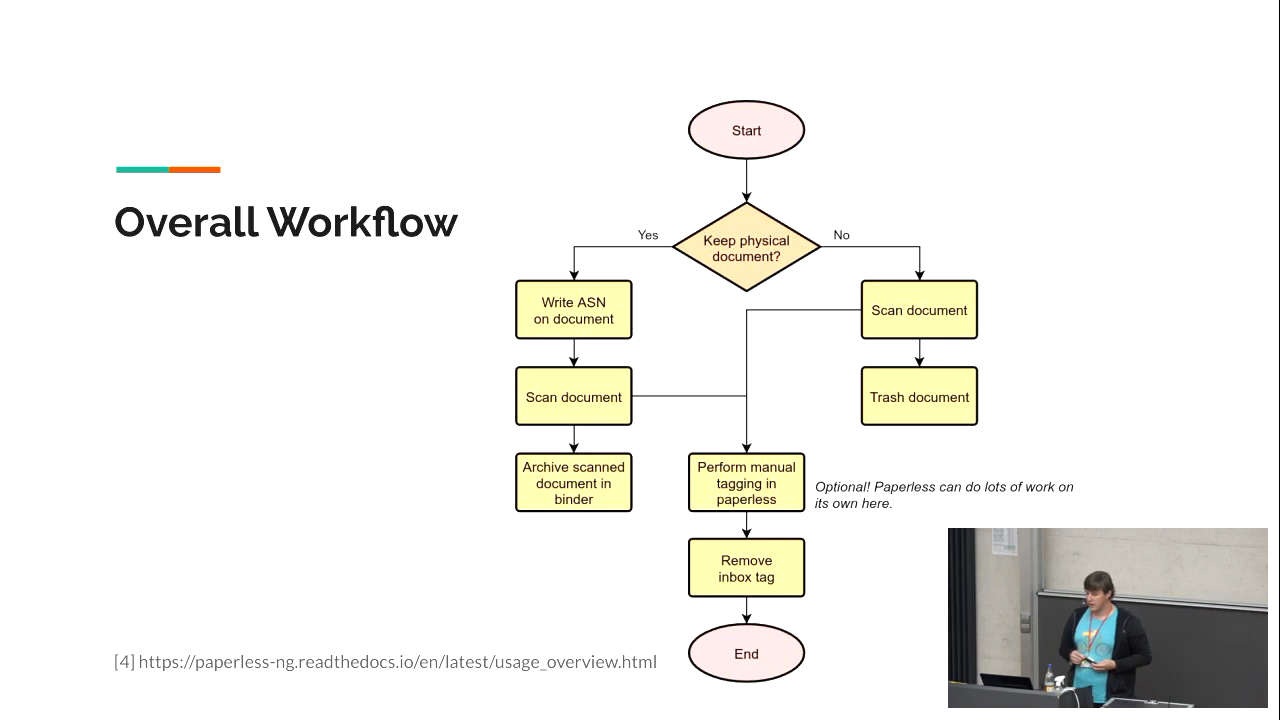 Overall Workflow
Start
Keep physical
document?
Yes
No
Write ASN
on document
Scan document
Scan document
Trash document
Archive scanned
document in
binder
Perform manual
tagging in
paperless
Optional! Paperless can do lots of work on
its own here.
Remove
inbox tag
End
[4] https://paperless-ng.readthedocs.io/en/latest/usage_overview.html